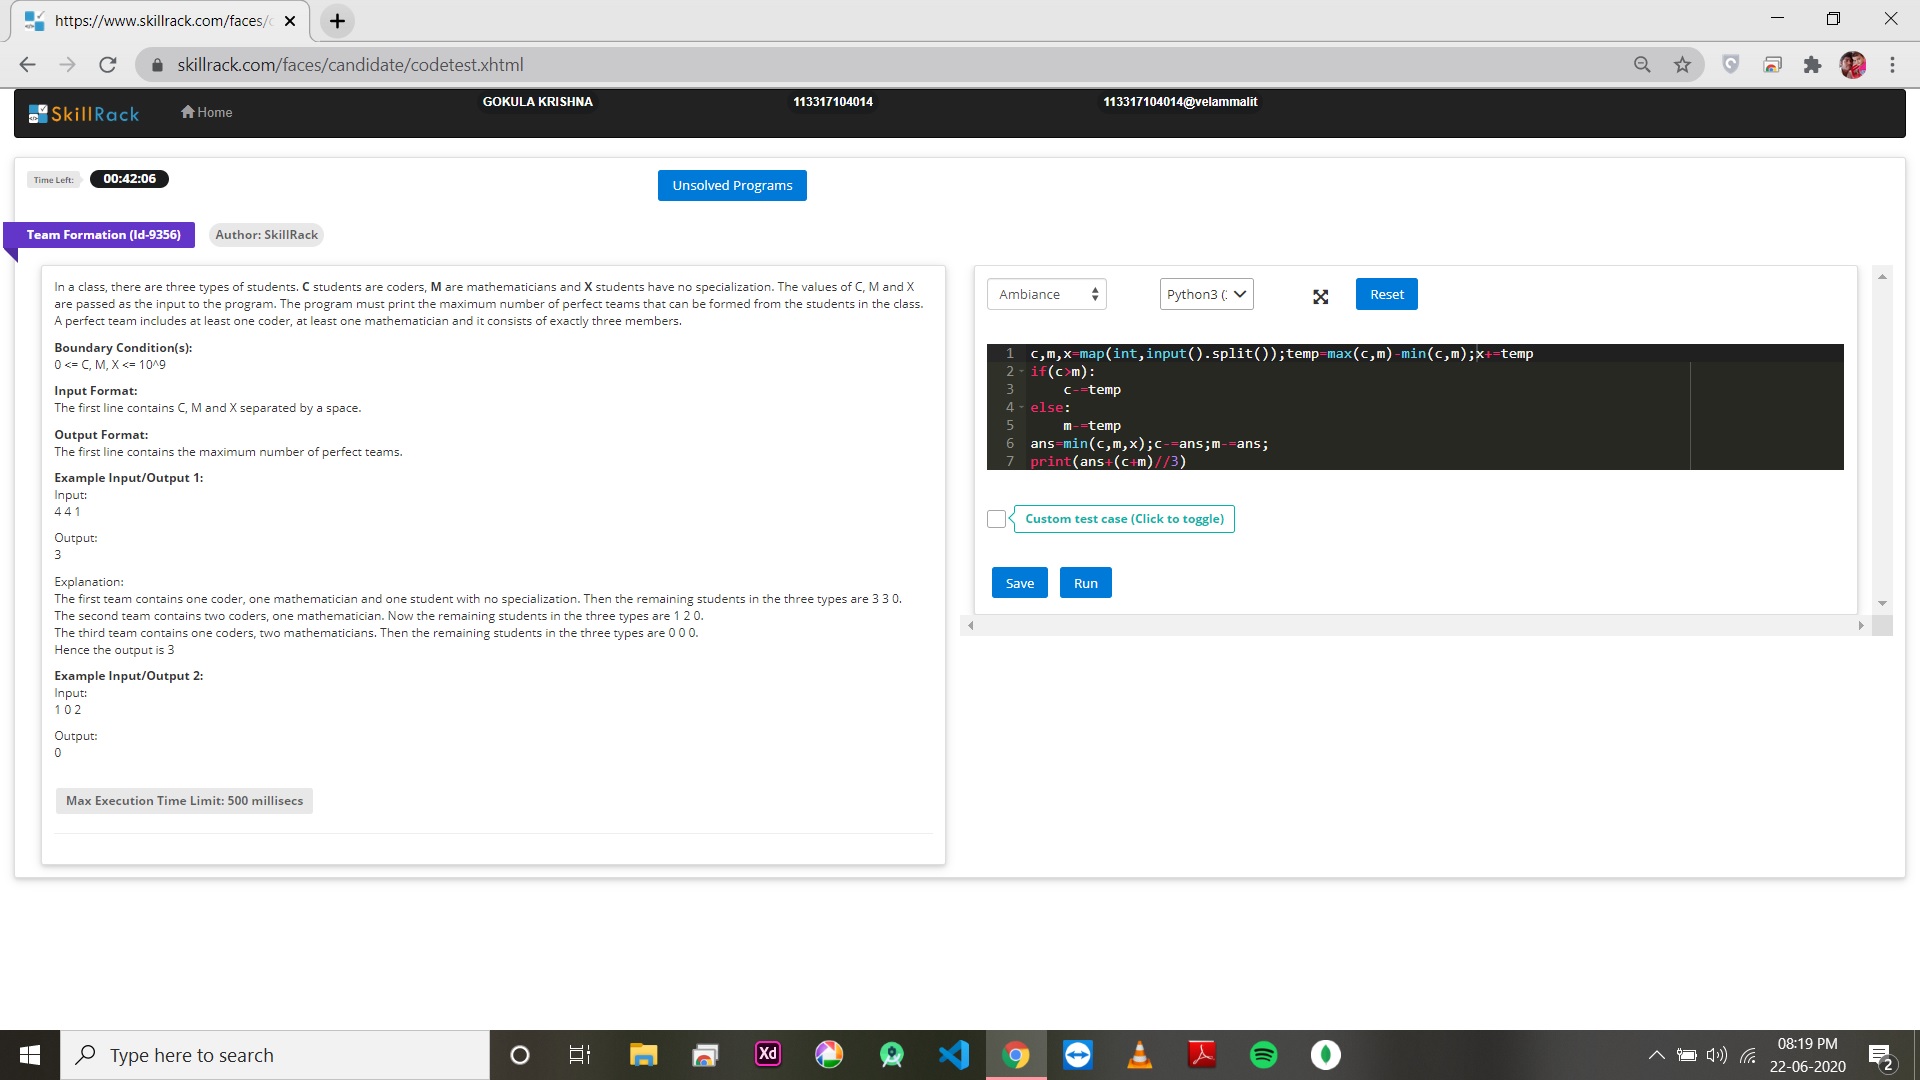 https://www.skillrack.com/faces/c
skillrack.com/faces/candidate/codetest.xhtml
SkillRack
Home
GOKULA KRISHNA
113317104014
113317104014@velammalit
Time Left:
00:42:06
Unsolved Programs
Team Formation (Id-9356)
Author: SkillRack
In a class, there are three types of students. C students are coders, M are mathematicians and X students have no specialization. The values of C, M and X
are passed as the input to the program. The program must print the maximum number of perfect teams that can be formed from the students in the class.
A perfect team includes at least one coder, at least one mathematician and it consists of exactly three members.
Boundary Condition(s):
0 <= C, M, X <= 10^9
Input Format:
The first line contains C, M and X separated by a space.
Output Format:
The first line contains the maximum number of perfect teams.
Example Input/Output 1:
Input:
4 4 1
Output:
3
Explanation:
The first team contains one coder, one mathematician and one student with no specialization. Then the remaining students in the three types are 3 3 0.
The second team contains two coders, one mathematician. Now the remaining students in the three types are 1 2 0.
The third team contains one coders, two mathematicians. Then the remaining students in the three types are 0 0 0.
Hence the output is 3
Example Input/Output 2:
Input:
1 0 2
Output:
0
Max Execution Time Limit: 500 millisecs
Ambiance
Python3 (:
Reset
1 c,m,x=map(int,input().split());temp=max(c,m)-min(c,m);x+=temp
2 if(c>m):
3 c-=temp
4 else:
5 m-=temp
6 ans=min(c,m,x);c-=ans;m-=ans;
7 print(ans+(c+m)//3)
Custom test case (Click to toggle)
Save
Run
Type here to search
Xd
08:19 PM
22-06-2020
2